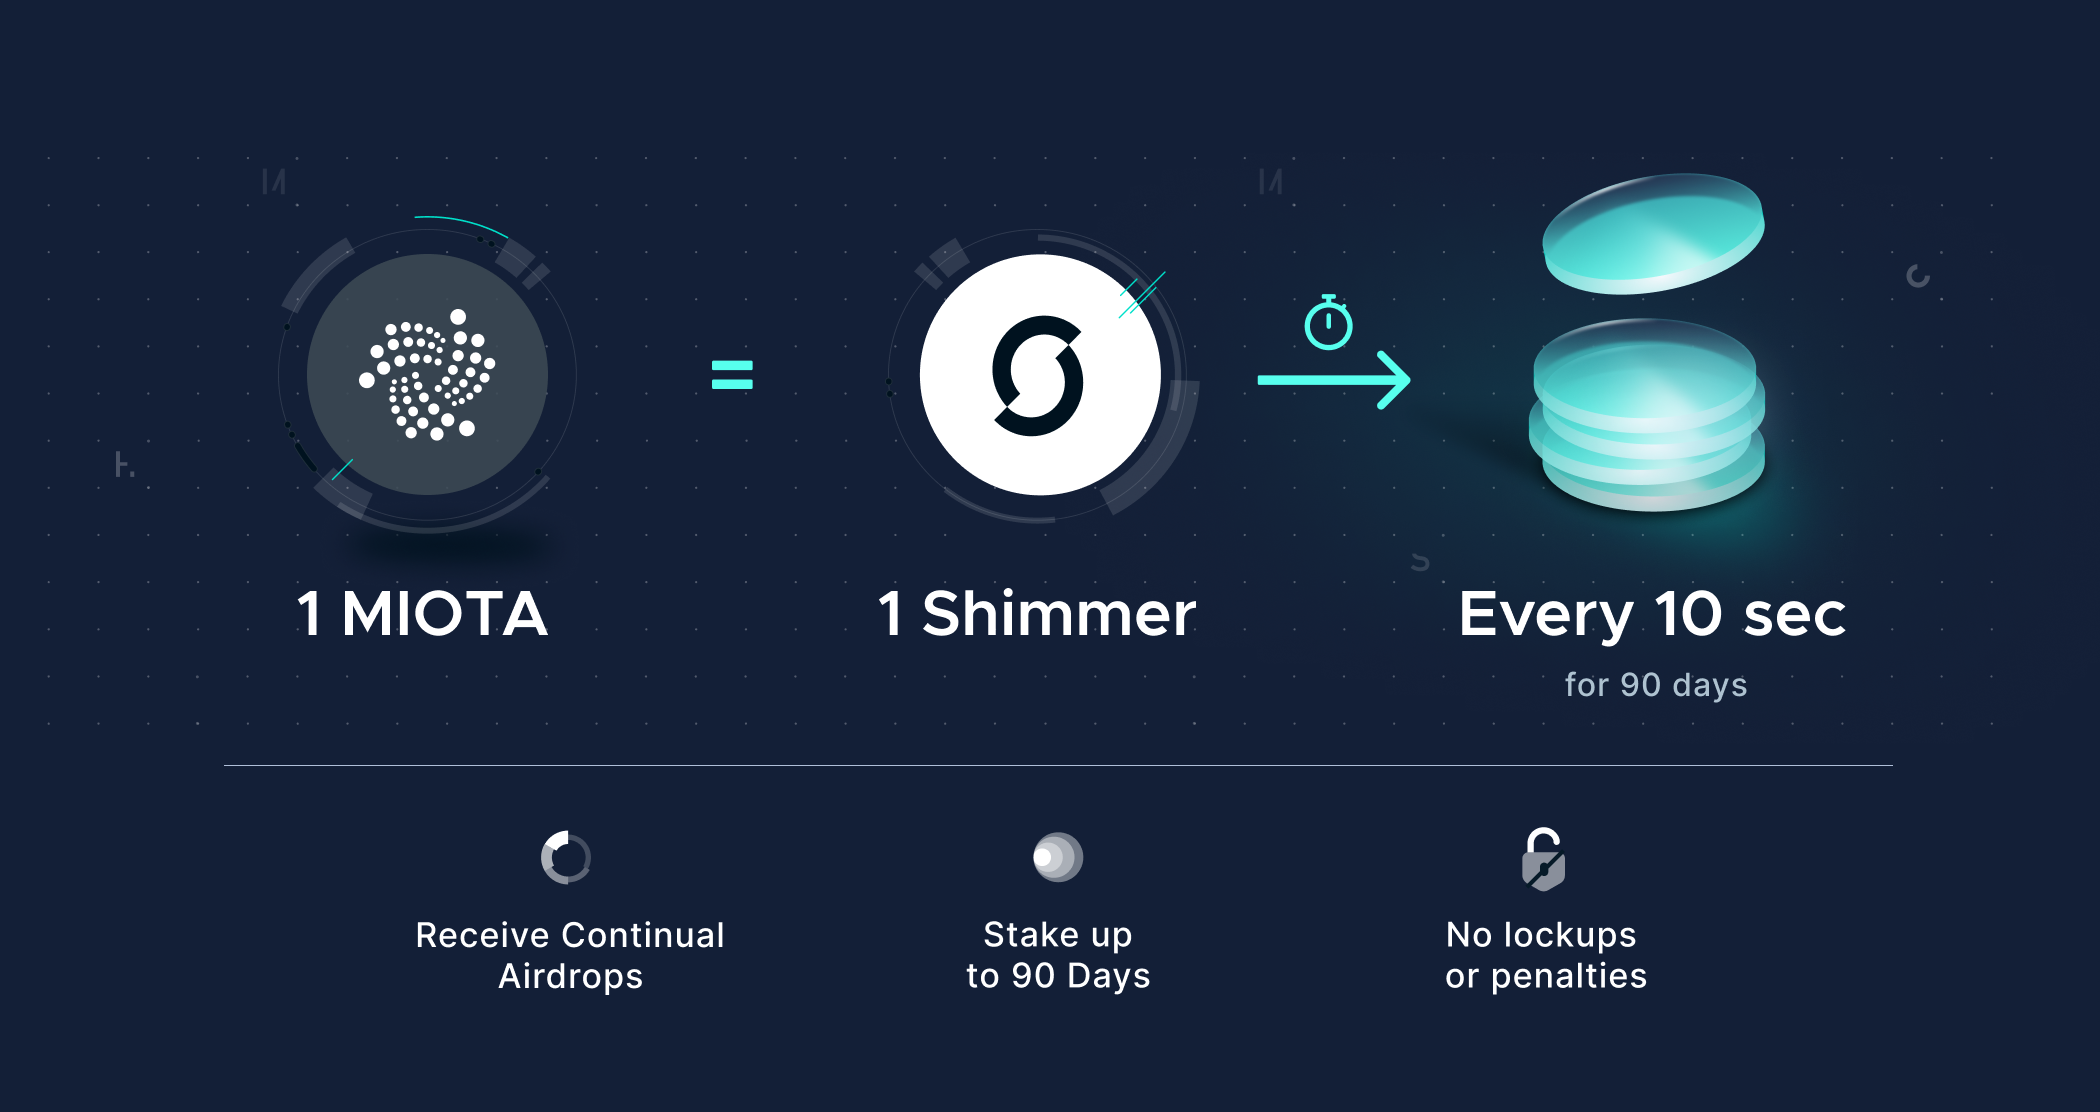 1 MIOTA
=
1 Shimmer
Every 10 sec
for 90 days
Receive Continual
Airdrops
Stake up
to 90 Days
No lockups
or penalties